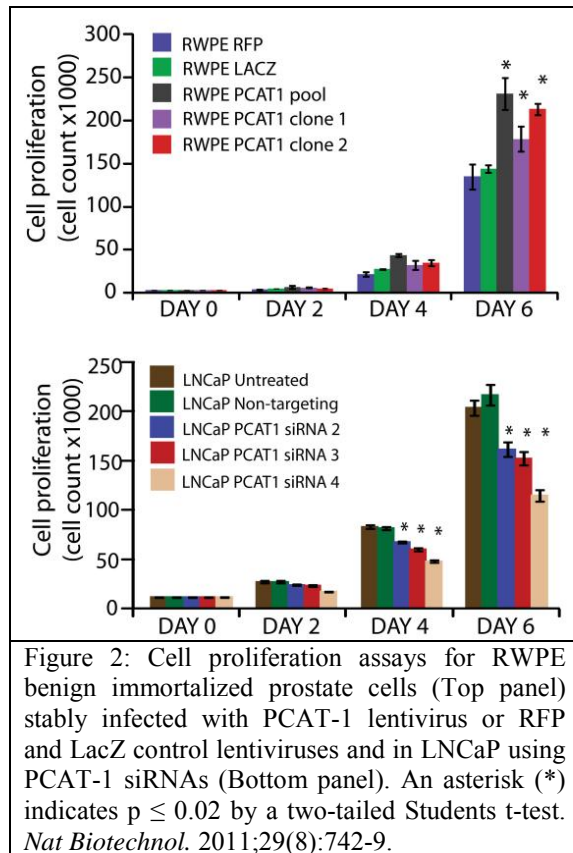 300
250
200
150
100
50
0
Cell proliferation
(cell count x1000)
RWPE RFP
RWPE LACZ
RWPE PCAT1 pool
RWPE PCAT1 clone 1
RWPE PCAT1 clone 2
* * *
DAY 0 DAY 2 DAY 4 DAY 6
250
200
150
100
50
0
Cell proliferation
(cell count x1000)
LNCaP Untreated
LNCaP Non-targeting
LNCaP PCAT1 siRNA 2
LNCaP PCAT1 siRNA 3
LNCaP PCAT1 siRNA 4
* * *
* * *
DAY 0 DAY 2 DAY 4 DAY 6
Figure 2: Cell proliferation assays for RWPE
benign immortalized prostate cells (Top panel)
stably infected with PCAT-1 lentivirus or RFP
and LacZ control lentiviruses and in LNCaP using
PCAT-1 siRNAs (Bottom panel). An asterisk (*)
indicates p ≤ 0.02 by a two-tailed Students t-test.
Nat Biotechnol. 2011;29(8):742-9.